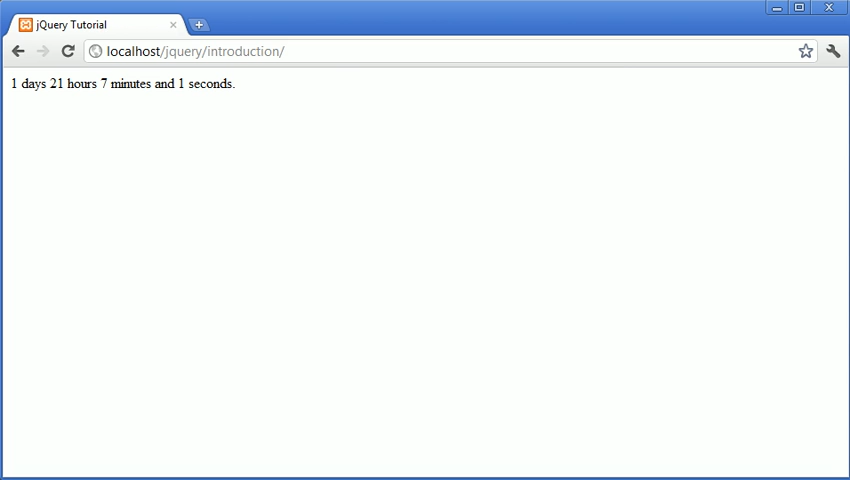 jQuery Tutorial
localhost/jquery/introduction/
1 days 21 hours 7 minutes and 1 seconds.